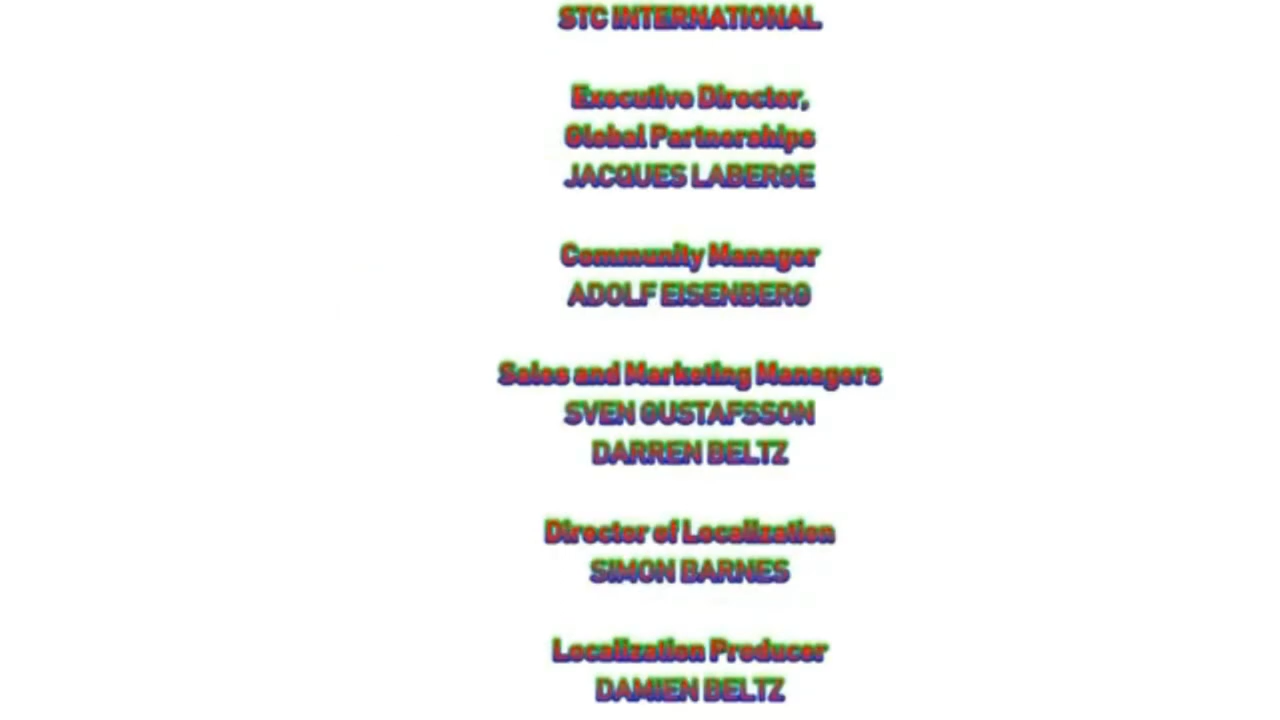 STC INTERNATIONAL
Executive Director,
Global Partnerships
JACQUES LABERGE
Community Manager
ADOLF EISENBERG
Sales and Marketing Managers
SVEN GUSTAFSSON
DARREN BELTZ
Director of Localization
SIMON BARNES
Localization Producer
DAMIEN BELTZ